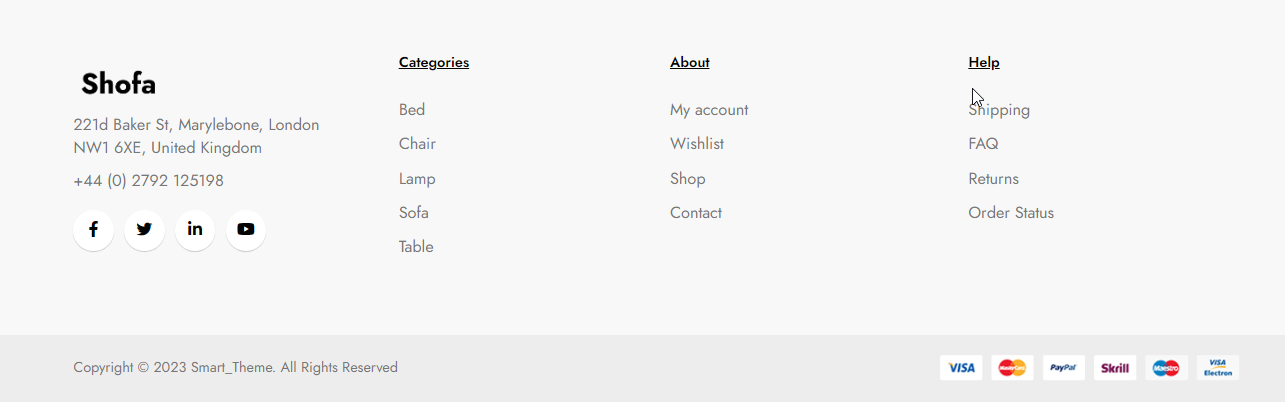 Shofa
221d Baker St, Marylebone, London
NW1 6XE, United Kingdom
+44 (0) 2792 125198
Categories
Bed
Chair
Lamp
Sofa
Table
About
My account
Wishlist
Shop
Contact
Help
Shipping
FAQ
Returns
Order Status
Copyright © 2023 Smart_Theme. All Rights Reserved
VISA
MasterCard
PayPal
Skrill
Maestro
VISA
Electron